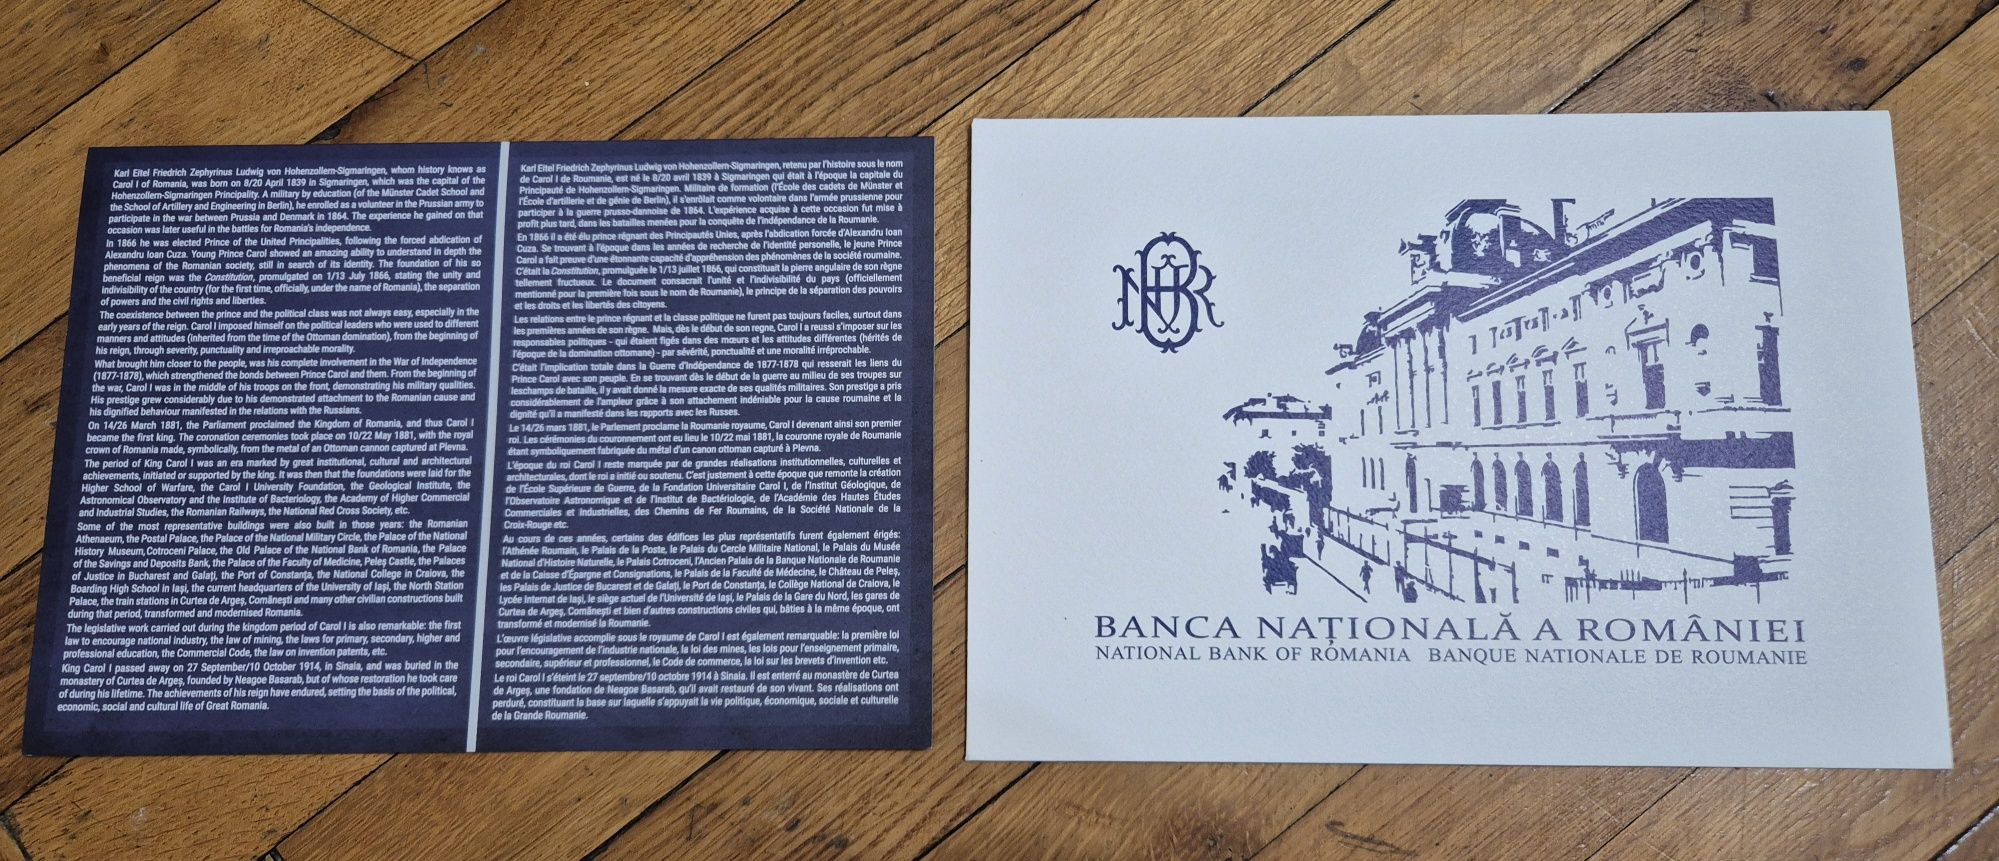 Karl Eitel Friedrich Zephyrinus Ludwig von Hohenzollern-Sigmaringen, whom history knows as
Carol I of Romania, was born on 8/20 April 1839 in Sigmaringen, which was the capital of the
Hohenzollern-Sigmaringen Principality. A military by education (of the Münster Cadet School and
the School of Artillery and Engineering in Berlin), he enrolled as a volunteer in the Prussian army to
participate in the war between Prussia and Denmark in 1864. The experience he gained on that
occasion was later useful in the battles for Romania's independence.
In 1866 he was elected Prince of the United Principalities, following the forced abdication of
Alexandru Ioan Cuza. Young Prince Carol showed an amazing ability to understand in depth the
phenomena of the Romanian society, still in search of its identity. The foundation of his so
beneficial reign was the Constitution, promulgated on 1/13 July 1866, stating the unity and
indivisibility of the country (for the first time, officially, under the name of Romania), the separation
of powers and the civil rights and liberties.
The coexistence between the prince and the political class was not always easy, especially in the
early years of the reign. Carol I imposed himself on the political leaders who were used to different
manners and attitudes (inherited from the time of the Ottoman domination), from the beginning of
his reign, through severity, punctuality and irreproachable morality.
What brought him closer to the people, was his complete involvement in the War of Independence
(1877-1878), which strengthened the bonds between Prince Carol and them. From the beginning of
the war, Carol I was in the middle of his troops on the front, demonstrating his military qualities.
His prestige grew considerably due to his demonstrated attachment to the Romanian cause and
his dignified behaviour manifested in the relations with the Russians.
On 14/26 March 1881, the Parliament proclaimed the Kingdom of Romania, and thus Carol I
became the first king. The coronation ceremonies took place on 10/22 May 1881, with the royal
crown of Romania made, symbolically, from the metal of an Ottoman cannon captured at Plevna.
The period of King Carol I was an era marked by great institutional, cultural and architectural
achievements, initiated or supported by the king. It was then that the foundations were laid for the
Higher School of Warfare, the Carol I University Foundation, the Geological Institute, the
Astronomical Observatory and the Institute of Bacteriology, the Academy of Higher Commercial
and Industrial Studies, the Romanian Railways, the National Red Cross Society, etc.
Some of the most representative buildings were also built in those years: the Romanian
Athenaeum, the Postal Palace, the Palace of the National Military Circle, the Palace of the National
History Museum, Cotroceni Palace, the Old Palace of the National Bank of Romania, the Palace
of the Savings and Deposits Bank, the Palace of the Faculty of Medicine, Peleș Castle, the Palaces
of Justice in Bucharest and Galați, the Port of Constanța, the National College in Craiova, the
Boarding High School in Iași, the current headquarters of the University of Iași, the North Station
Palace, the train stations in Curtea de Argeș, Comănești and many other civilian constructions built
during that period, transformed and modernised Romania.
The legislative work carried out during the kingdom period of Carol I is also remarkable: the first
law to encourage national industry, the law of mining, the laws for primary, secondary, higher and
professional education, the Commercial Code, the law on invention patents, etc.
King Carol I passed away on 27 September/10 October 1914, in Sinaia, and was buried in the
monastery of Curtea de Argeș, founded by Neagoe Basarab, but of whose restoration he took care
of during his lifetime. The achievements of his reign have endured, setting the basis of the political,
economic, social and cultural life of Great Romania.
Karl Eitel Friedrich Zephyrinus Ludwig von Hohenzollern-Sigmaringen, retenu par l'histoire sous le nom
de Carol I de Roumanie, est né le 8/20 avril 1839 à Sigmaringen qui était à l'époque la capitale du
Principauté de Hohenzollern-Sigmaringen. Militaire de formation (l'École des cadets de Münster et
l'École d'artillerie et de génie de Berlin), il s'enrôlait comme volontaire dans l'armée prussienne pour
participer à la guerre prusso-dannoise de 1864. L'expérience acquise à cette occasion fut mise à
profit plus tard, dans les batailles menées pour la conquête de l'indépendance de la Roumanie.
En 1866 il a été élu prince régnant des Principautés Unies, après l'abdication forcée d'Alexandru Ioan
Cuza. Se trouvant à l'époque dans les années de recherche de l'identité personelle, le jeune Prince
Carol a fait preuve d'une étonnante capacité d'appréhension des phénomènes de la société roumaine.
C'était la Constitution, promulguée le 1/13 juillet 1866, qui constituait la pierre angulaire de son règne
tellement fructueux. Le document consacrait l'unité et l'indivisibilité du pays (officiellement
mentionné pour la première fois sous le nom de Roumanie), le principe de la séparation des pouvoirs
et les droits et les libertés des citoyens.
Les relations entre le prince régnant et la classe politique ne furent pas toujours faciles, surtout dans
les premières années de son règne. Mais, dès le début de son regne, Carol I a reussi s'imposer sur les
responsables politiques - qui étaient figés dans des mœurs et les attitudes différentes (hérités de
l'époque de la domination ottomane) - par sévérité, ponctualité et une moralité irréprochable.
C'était l'implication totale dans la Guerre d'Indépendance de 1877-1878 qui resserait les liens du
Prince Carol avec son peuple. En se trouvant dès le début de la guerre au milieu de ses troupes sur
leschamps de bataille, il y avait donné la mesure exacte de ses qualités militaires. Son prestige a pris
considérablement de l'ampleur grâce à son attachement indéniable pour la cause roumaine et la
dignité qu'il a manifesté dans les rapports avec les Russes.
Le 14/26 mars 1881, le Parlement proclame la Roumanie royaume, Carol I devenant ainsi son premier
roi. Les cérémonies du couronnement ont eu lieu le 10/22 mai 1881, la couronne royale de Roumanie
étant symboliquement fabriquée du métal d'un canon ottoman capturé à Plevna.
L'époque du roi Carol I reste marquée par de grandes réalisations institutionnelles, culturelles et
architecturales, dont le roi a initié ou soutenu. C'est justement à cette époque que remonte la création
de l'École Supérieure de Guerre, de la Fondation Universitaire Carol I, de l'Institut Géologique, de
l'Observatoire Astronomique et de l'Institut de Bactériologie, de l'Académie des Hautes Études
Commerciales et Industrielles, des Chemins de Fer Roumains, de la Société Nationale de la
Croix-Rouge etc.
Au cours de ces années, certains des édifices les plus représentatifs furent également érigés:
l'Athénée Roumain, le Palais de la Poste, le Palais du Cercle Militaire National, le Palais du Musée
National d'Histoire Naturelle, le Palais Cotroceni, l'Ancien Palais de la Banque Nationale de Roumanie
et de la Caisse d'Épargne et Consignations, le Palais de la Faculté de Médecine, le Château de Peleș,
les Palais de Justice de Bucarest et de Galați, le Port de Constanța, le Collège National de Craiova, le
Lycée Internat de Iași, le siège actuel de l'Université de Iași, le Palais de la Gare du Nord, les gares de
Curtea de Argeș, Comănești et bien d'autres constructions civiles qui, bâties à la même époque, ont
transformé et modernisé la Roumanie.
L'œuvre législative accomplie sous le royaume de Carol I est également remarquable: la première loi
pour l'encouragement de l'industrie nationale, la loi des mines, les lois pour l'enseignement primaire,
secondaire, supérieur et professionnel, le Code de commerce, la loi sur les brevets d'invention etc.
Le roi Carol I s'éteint le 27 septembre/10 octobre 1914 à Sinaia. Il est enterré au monastère de Curtea
de Argeș, une fondation de Neagoe Basarab, qu'il avait restauré de son vivant. Ses réalisations ont
perduré, constituant la base sur laquelle s'appuyait la vie politique, économique, sociale et culturelle
de la Grande Roumanie.
BANCA NAȚIONALĂ A ROMÂNIEI
NATIONAL BANK OF ROMANIA BANQUE NATIONALE DE ROUMANIE